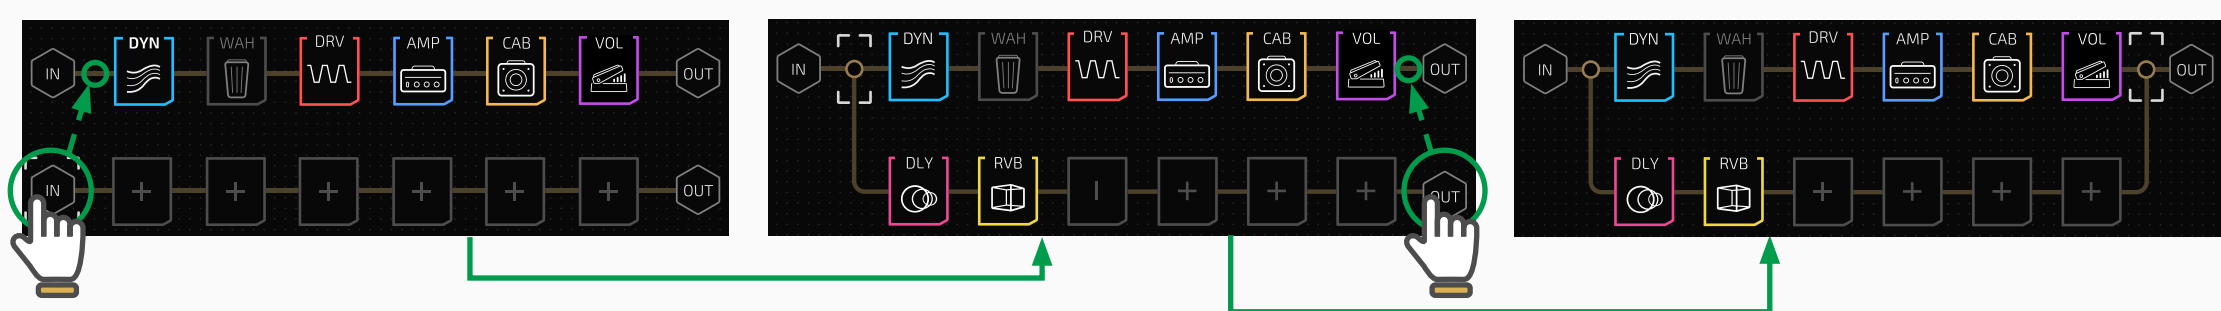 IN DYN WAH DRV AMP CAB VOL OUT
IN OUT
IN DYN WAH DRV AMP CAB VOL OUT
DLY RVB OUT
IN DYN WAH DRV AMP CAB VOL OUT
DLY RVB